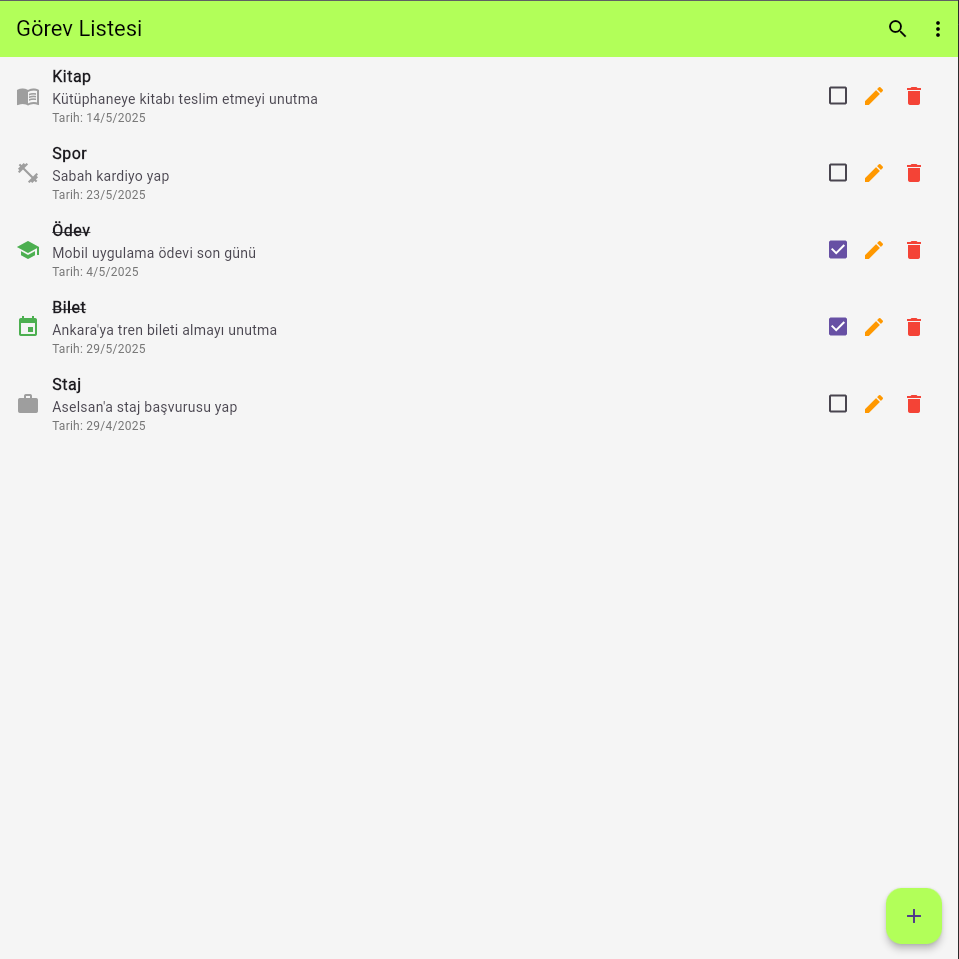 Görev Listesi
Kitap
Kütüphaneye kitabı teslim etmeyi unutma
Tarih: 14/5/2025
Spor
Sabah kardiyo yap
Tarih: 23/5/2025
Ödev
Mobil uygulama ödevi son günü
Tarih: 4/5/2025
Bilet
Ankara'ya tren bileti almayı unutma
Tarih: 29/5/2025
Staj
Aselsan'a staj başvurusu yap
Tarih: 29/4/2025